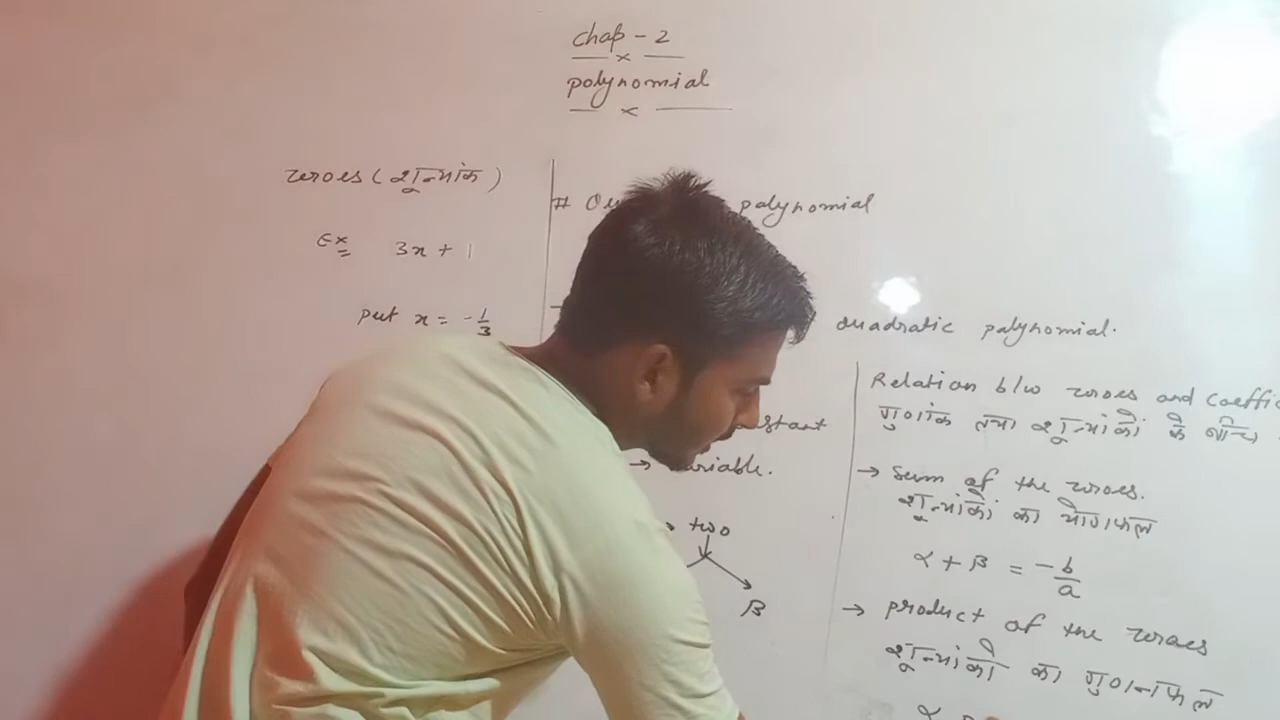 chap - 2
polynomial
zeroes (शून्यांक)
Ex 3x + 1
put x = -1/3
# polynomial
quadratic polynomial.
stant
→ variable.
two
β
Relation b/w zeroes and coeffic
गुणांक तथा शून्यांकों के बीच
→ Sum of the zeroes.
शून्यांकों का योगफल
α + β = -b/a
→ product of the zeroes
शून्यांकों का गुणनफल
α